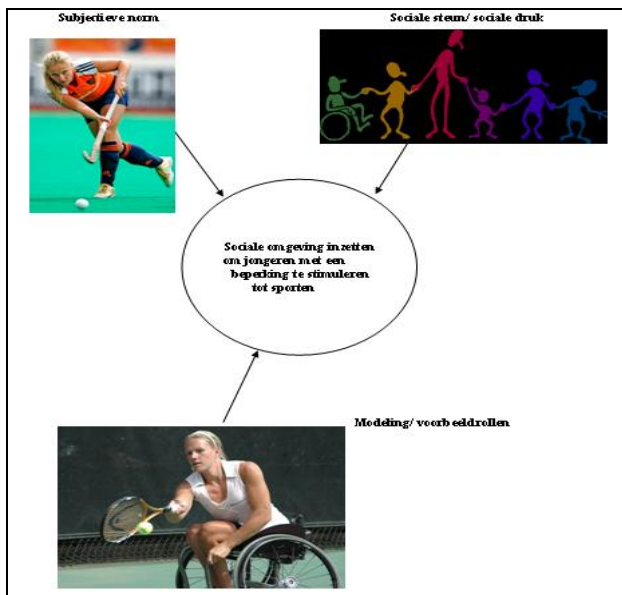 Subjectieve norm
Sociale steun/ sociale druk
Sociale omgeving inzetten
om jongeren met een
beperking te stimuleren
tot sporten
Modeling/ voorbeeldrollen